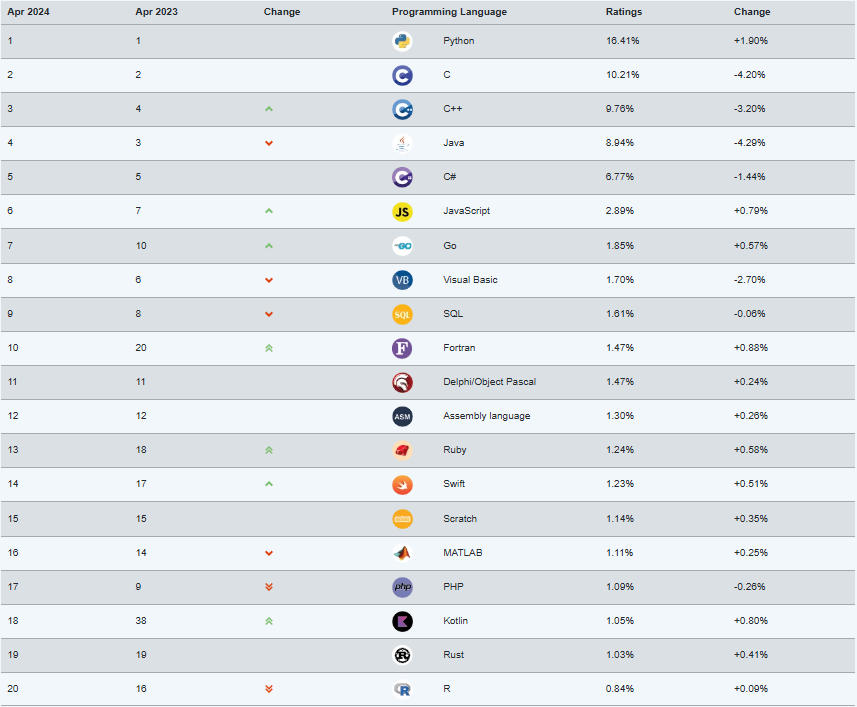 Apr 2024 Apr 2023 Change Programming Language Ratings Change
1 1 Python 16.41% +1.90%
2 2 C C 10.21% -4.20%
3 4 C++ 9.76% -3.20%
4 3 Java 8.94% -4.29%
5 5 C# 6.77% -1.44%
6 7 JS JavaScript 2.89% +0.79%
7 10 GO Go 1.85% +0.57%
8 6 VB Visual Basic 1.70% -2.70%
9 8 SQL SQL 1.61% -0.06%
10 20 F Fortran 1.47% +0.88%
11 11 Delphi/Object Pascal 1.47% +0.24%
12 12 ASM Assembly language 1.30% +0.26%
13 18 Ruby 1.24% +0.58%
14 17 Swift 1.23% +0.51%
15 15 Scratch 1.14% +0.35%
16 14 MATLAB 1.11% +0.25%
17 9 php PHP 1.09% -0.26%
18 38 K Kotlin 1.05% +0.80%
19 19 R Rust 1.03% +0.41%
20 16 R R 0.84% +0.09%